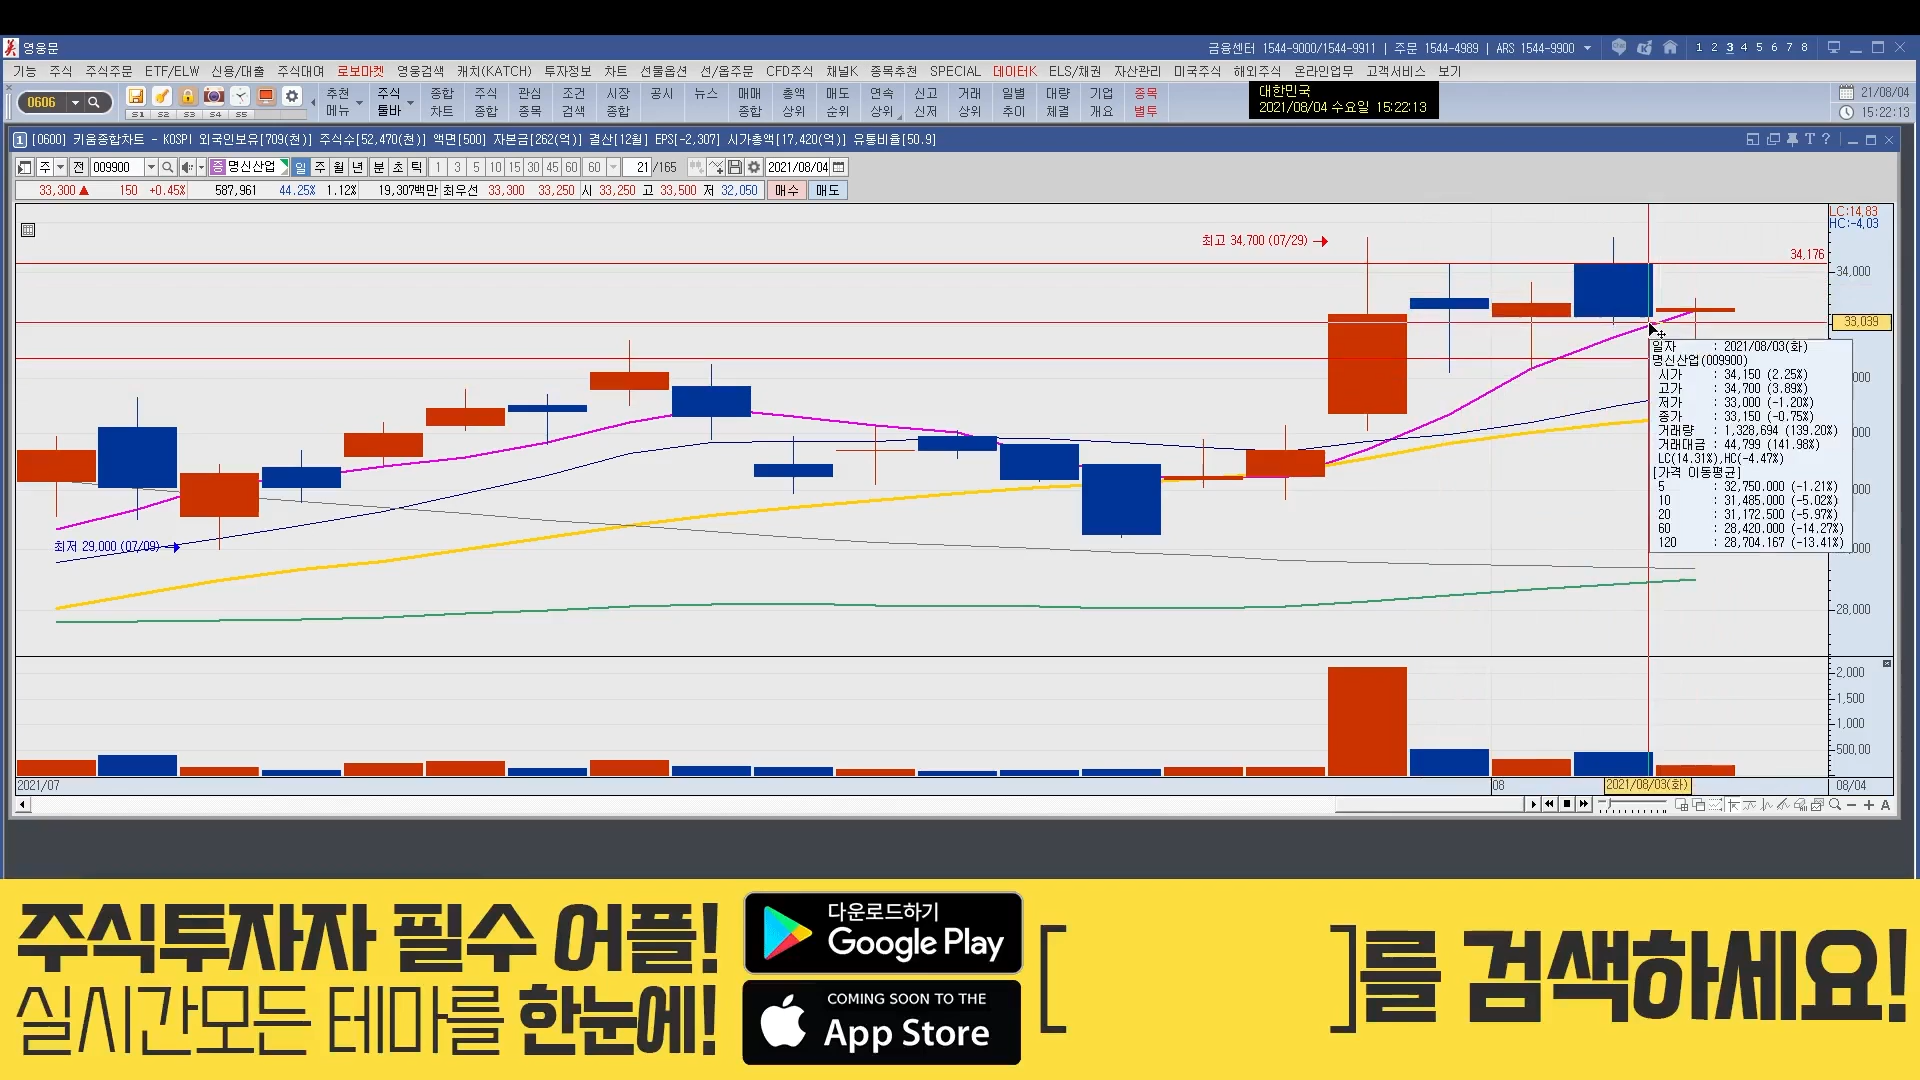 영웅문
금융센터 1544-9000/1544-9911 | 주문 1544-4989 | ARS 1544-9900
1 2 3 4 5 6 7 8
기능 주식 주식주문 ETF/ELW 신용/대출 주식대여 로보마켓 영웅검색 캐치(KATCH) 투자정보 차트 선물옵션 선/옵주문 CFD주식 채널K 종목추천 SPECIAL 데이터K ELS/채권 자산관리 미국주식 해외주식 온라인업무 고객서비스 보기
0606
S1 S2 S3 S4 S5
추천 메뉴
주식 툴바
종합 차트
주식 종합
관심 종목
조건 검색
시장 종합
공시
뉴스
매매 종합
총액 상위
매도 순위
연속 상위
신고 신저
거래 상위
일별 추이
대량 체결
기업 개요
종목 별투
대한민국
2021/08/04 수요일 15:22:13
21/08/04
15:22:13
1 [0600] 키움종합차트 - KOSPI 외국인보유[709(천)] 주식수[52,470(천)] 액면[500] 자본금[262(억)] 결산[12월] EPS[-2,307] 시가총액[17,420(억)] 유통비율[50.9]
T ?
주 전 009900 증 명신산업 일 주 월 년 분 초 틱 1 3 5 10 15 30 45 60 60 21 /165 2021/08/04
33,300 ▲ 150 +0.45% 587,961 44.25% 1.12% 19,307백만 최우선 33,300 33,250 시 33,250 고 33,500 저 32,050 매수 매도
LC:14.83
HC:-4.03
최고 34,700 (07/29)
34,176
34,000
33,039
일자 : 2021/08/03(화)
명신산업(009900)
시가 : 34,150 (2.25%)
고가 : 34,700 (3.89%)
저가 : 33,000 (-1.20%)
종가 : 33,150 (-0.75%)
거래량 : 1,328,694 (139.20%)
거래대금 : 44,799 (141.98%)
LC(14.31%),HC(-4.47%)
[가격 이동평균]
5 : 32,750.000 (-1.21%)
10 : 31,485.000 (-5.02%)
20 : 31,172.500 (-5.97%)
60 : 28,420.000 (-14.27%)
120 : 28,704.167 (-13.41%)
최저 29,000 (07/09)
28,000
2,000
1,500
1,000
500,00
2021/07
08
2021/08/03(화)
08/04
A
주식투자자 필수 어플!
실시간모든 테마를 한눈에!
다운로드하기
Google Play
COMING SOON TO THE
App Store
[ ]를 검색하세요!